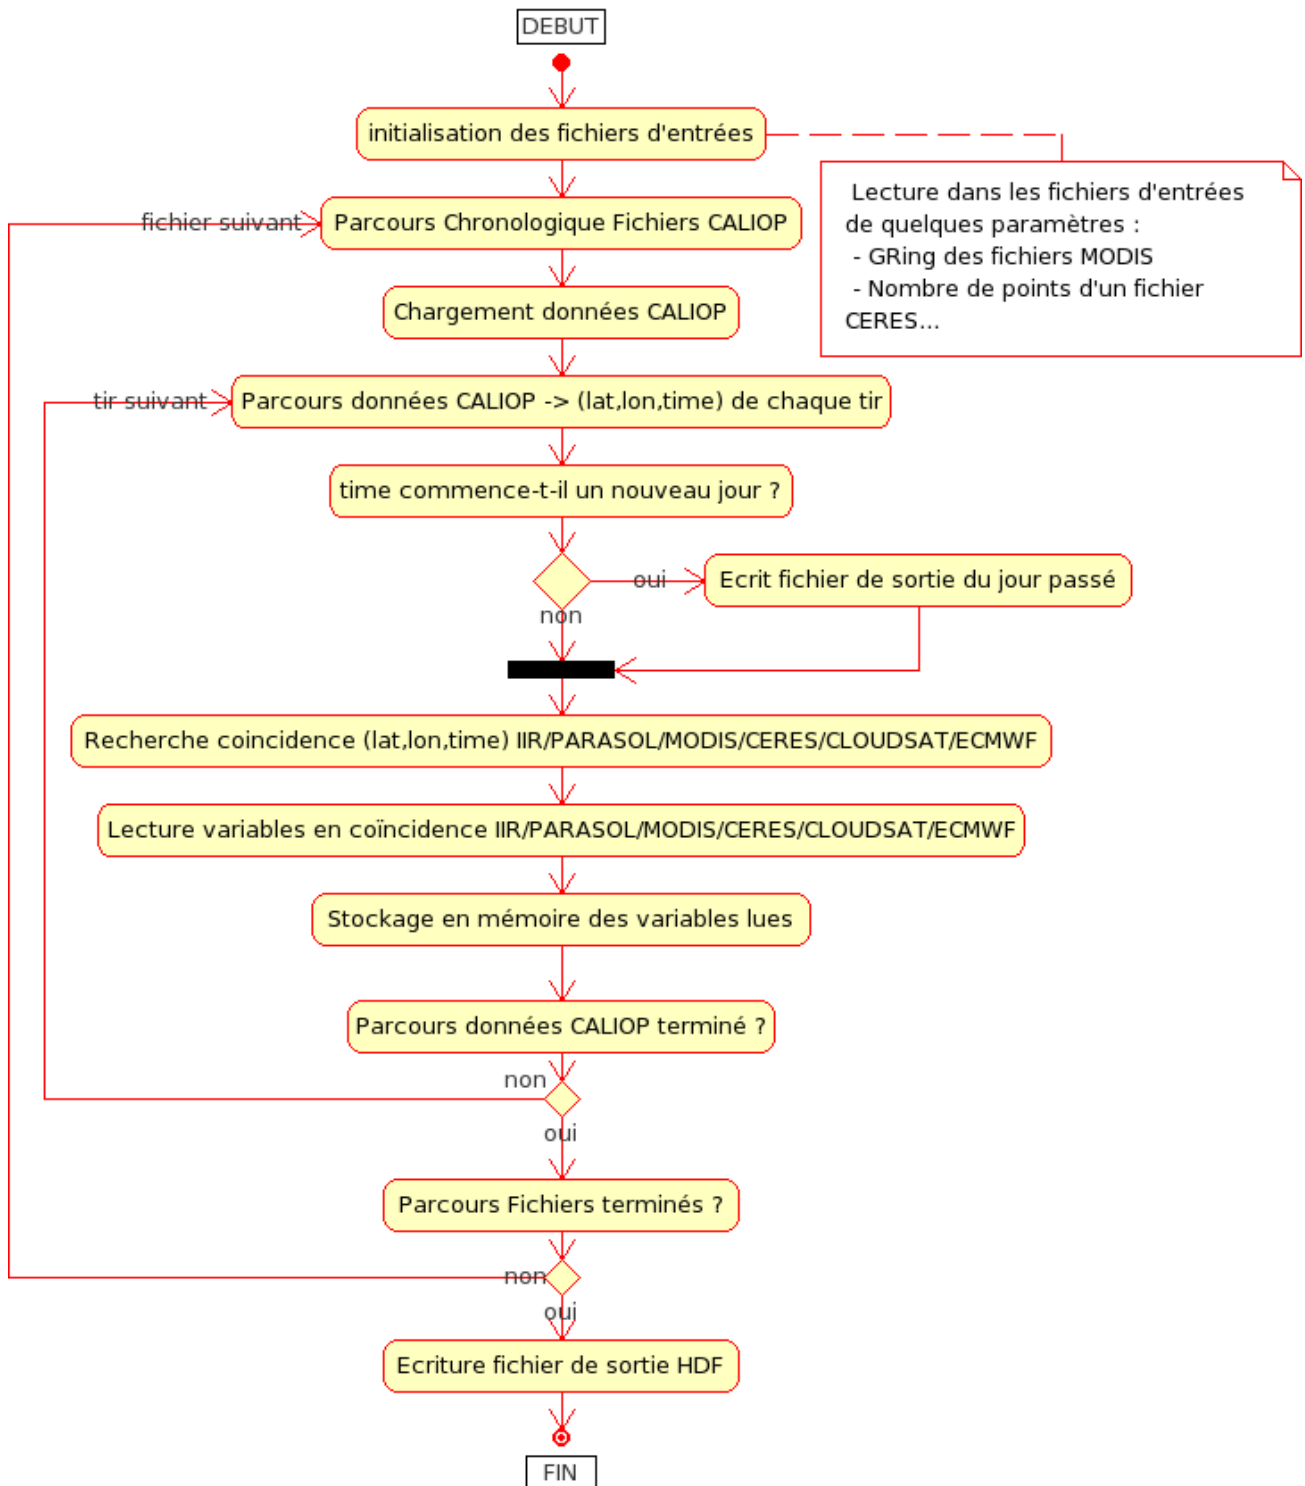 DEBUT
initialisation des fichiers d'entrées
Lecture dans les fichiers d'entrées
de quelques paramètres :
- GRing des fichiers MODIS
- Nombre de points d'un fichier
CERES...
fichier suivant
Parcours Chronologique Fichiers CALIOP
Chargement données CALIOP
tir suivant
Parcours données CALIOP -> (lat,lon,time) de chaque tir
time commence-t-il un nouveau jour ?
oui
Ecrit fichier de sortie du jour passé
non
Recherche coincidence (lat,lon,time) IIR/PARASOL/MODIS/CERES/CLOUDSAT/ECMWF
Lecture variables en coïncidence IIR/PARASOL/MODIS/CERES/CLOUDSAT/ECMWF
Stockage en mémoire des variables lues
Parcours données CALIOP terminé ?
non
oui
Parcours Fichiers terminés ?
non
oui
Ecriture fichier de sortie HDF
FIN